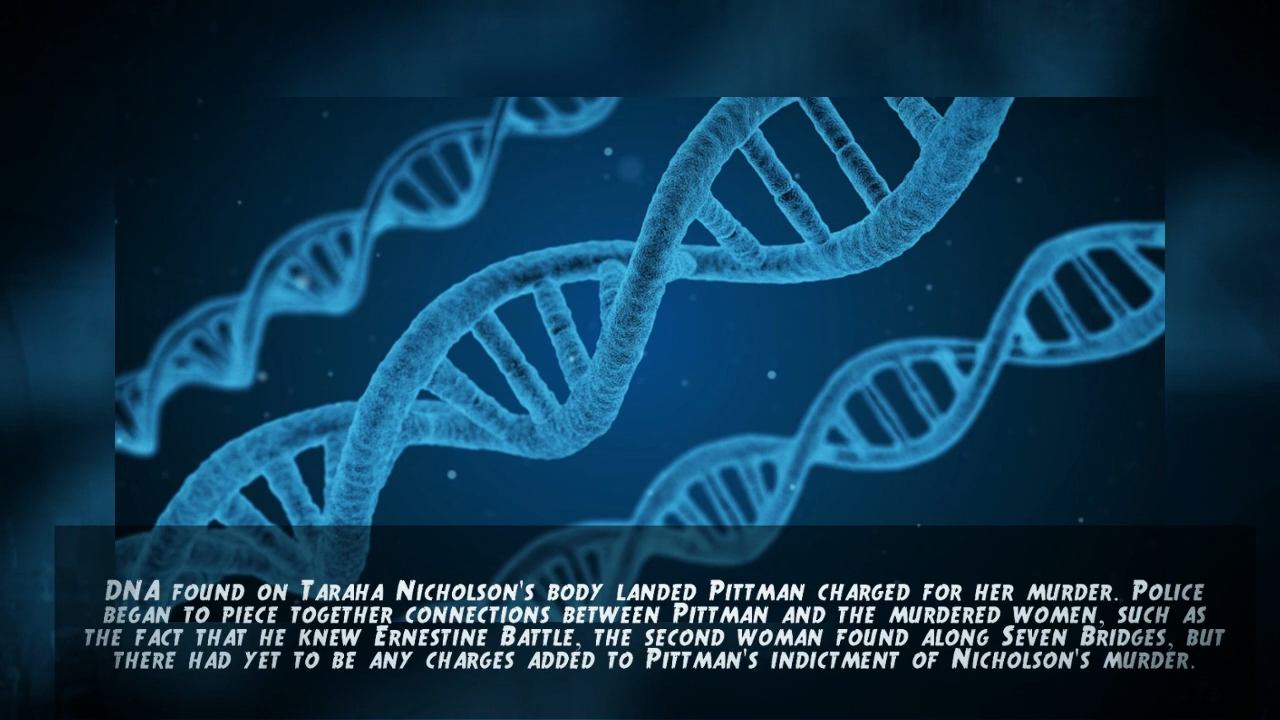 DNA FOUND ON TARAHA NICHOLSON'S BODY LANDED PITTMAN CHARGED FOR HER MURDER. POLICE
BEGAN TO PIECE TOGETHER CONNECTIONS BETWEEN PITTMAN AND THE MURDERED WOMEN, SUCH AS
THE FACT THAT HE KNEW ERNESTINE BATTLE, THE SECOND WOMAN FOUND ALONG SEVEN BRIDGES, BUT
THERE HAD YET TO BE ANY CHARGES ADDED TO PITTMAN'S INDICTMENT OF NICHOLSON'S MURDER.